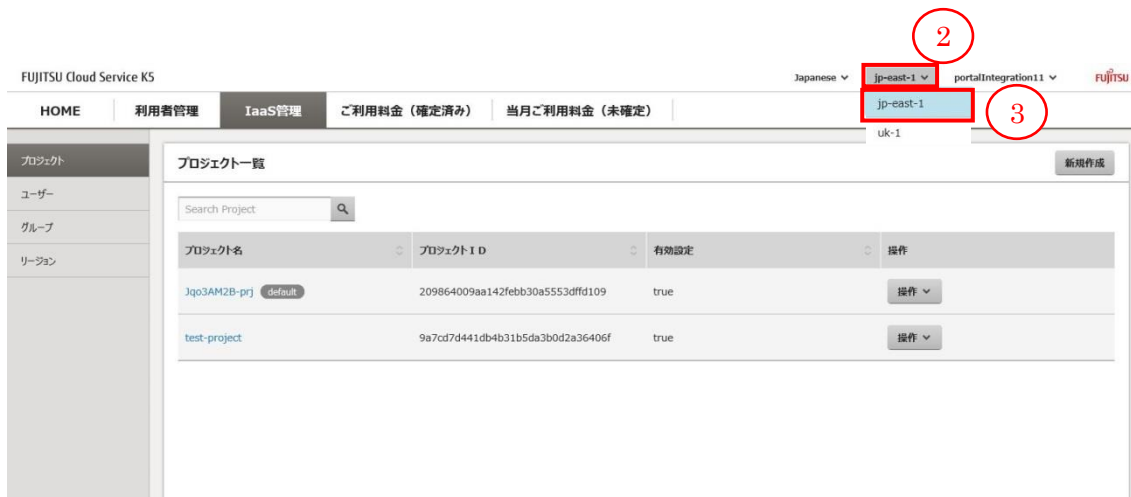 ②
FUJITSU Cloud Service K5
Japanese jp-east-1 portalIntegration11 FUJITSU
HOME 利用者管理 IaaS管理 ご利用料金（確定済み） 当月ご利用料金（未確定）
jp-east-1
③
uk-1
プロジェクト
ユーザー
グループ
リージョン
プロジェクト一覧 新規作成
Search Project
プロジェクト名 プロジェクトＩＤ 有効設定 操作
Jqo3AM2B-prj default 209864009aa142febb30a5553dffd109 true 操作
test-project 9a7cd7d441db4b31b5da3b0d2a36406f true 操作